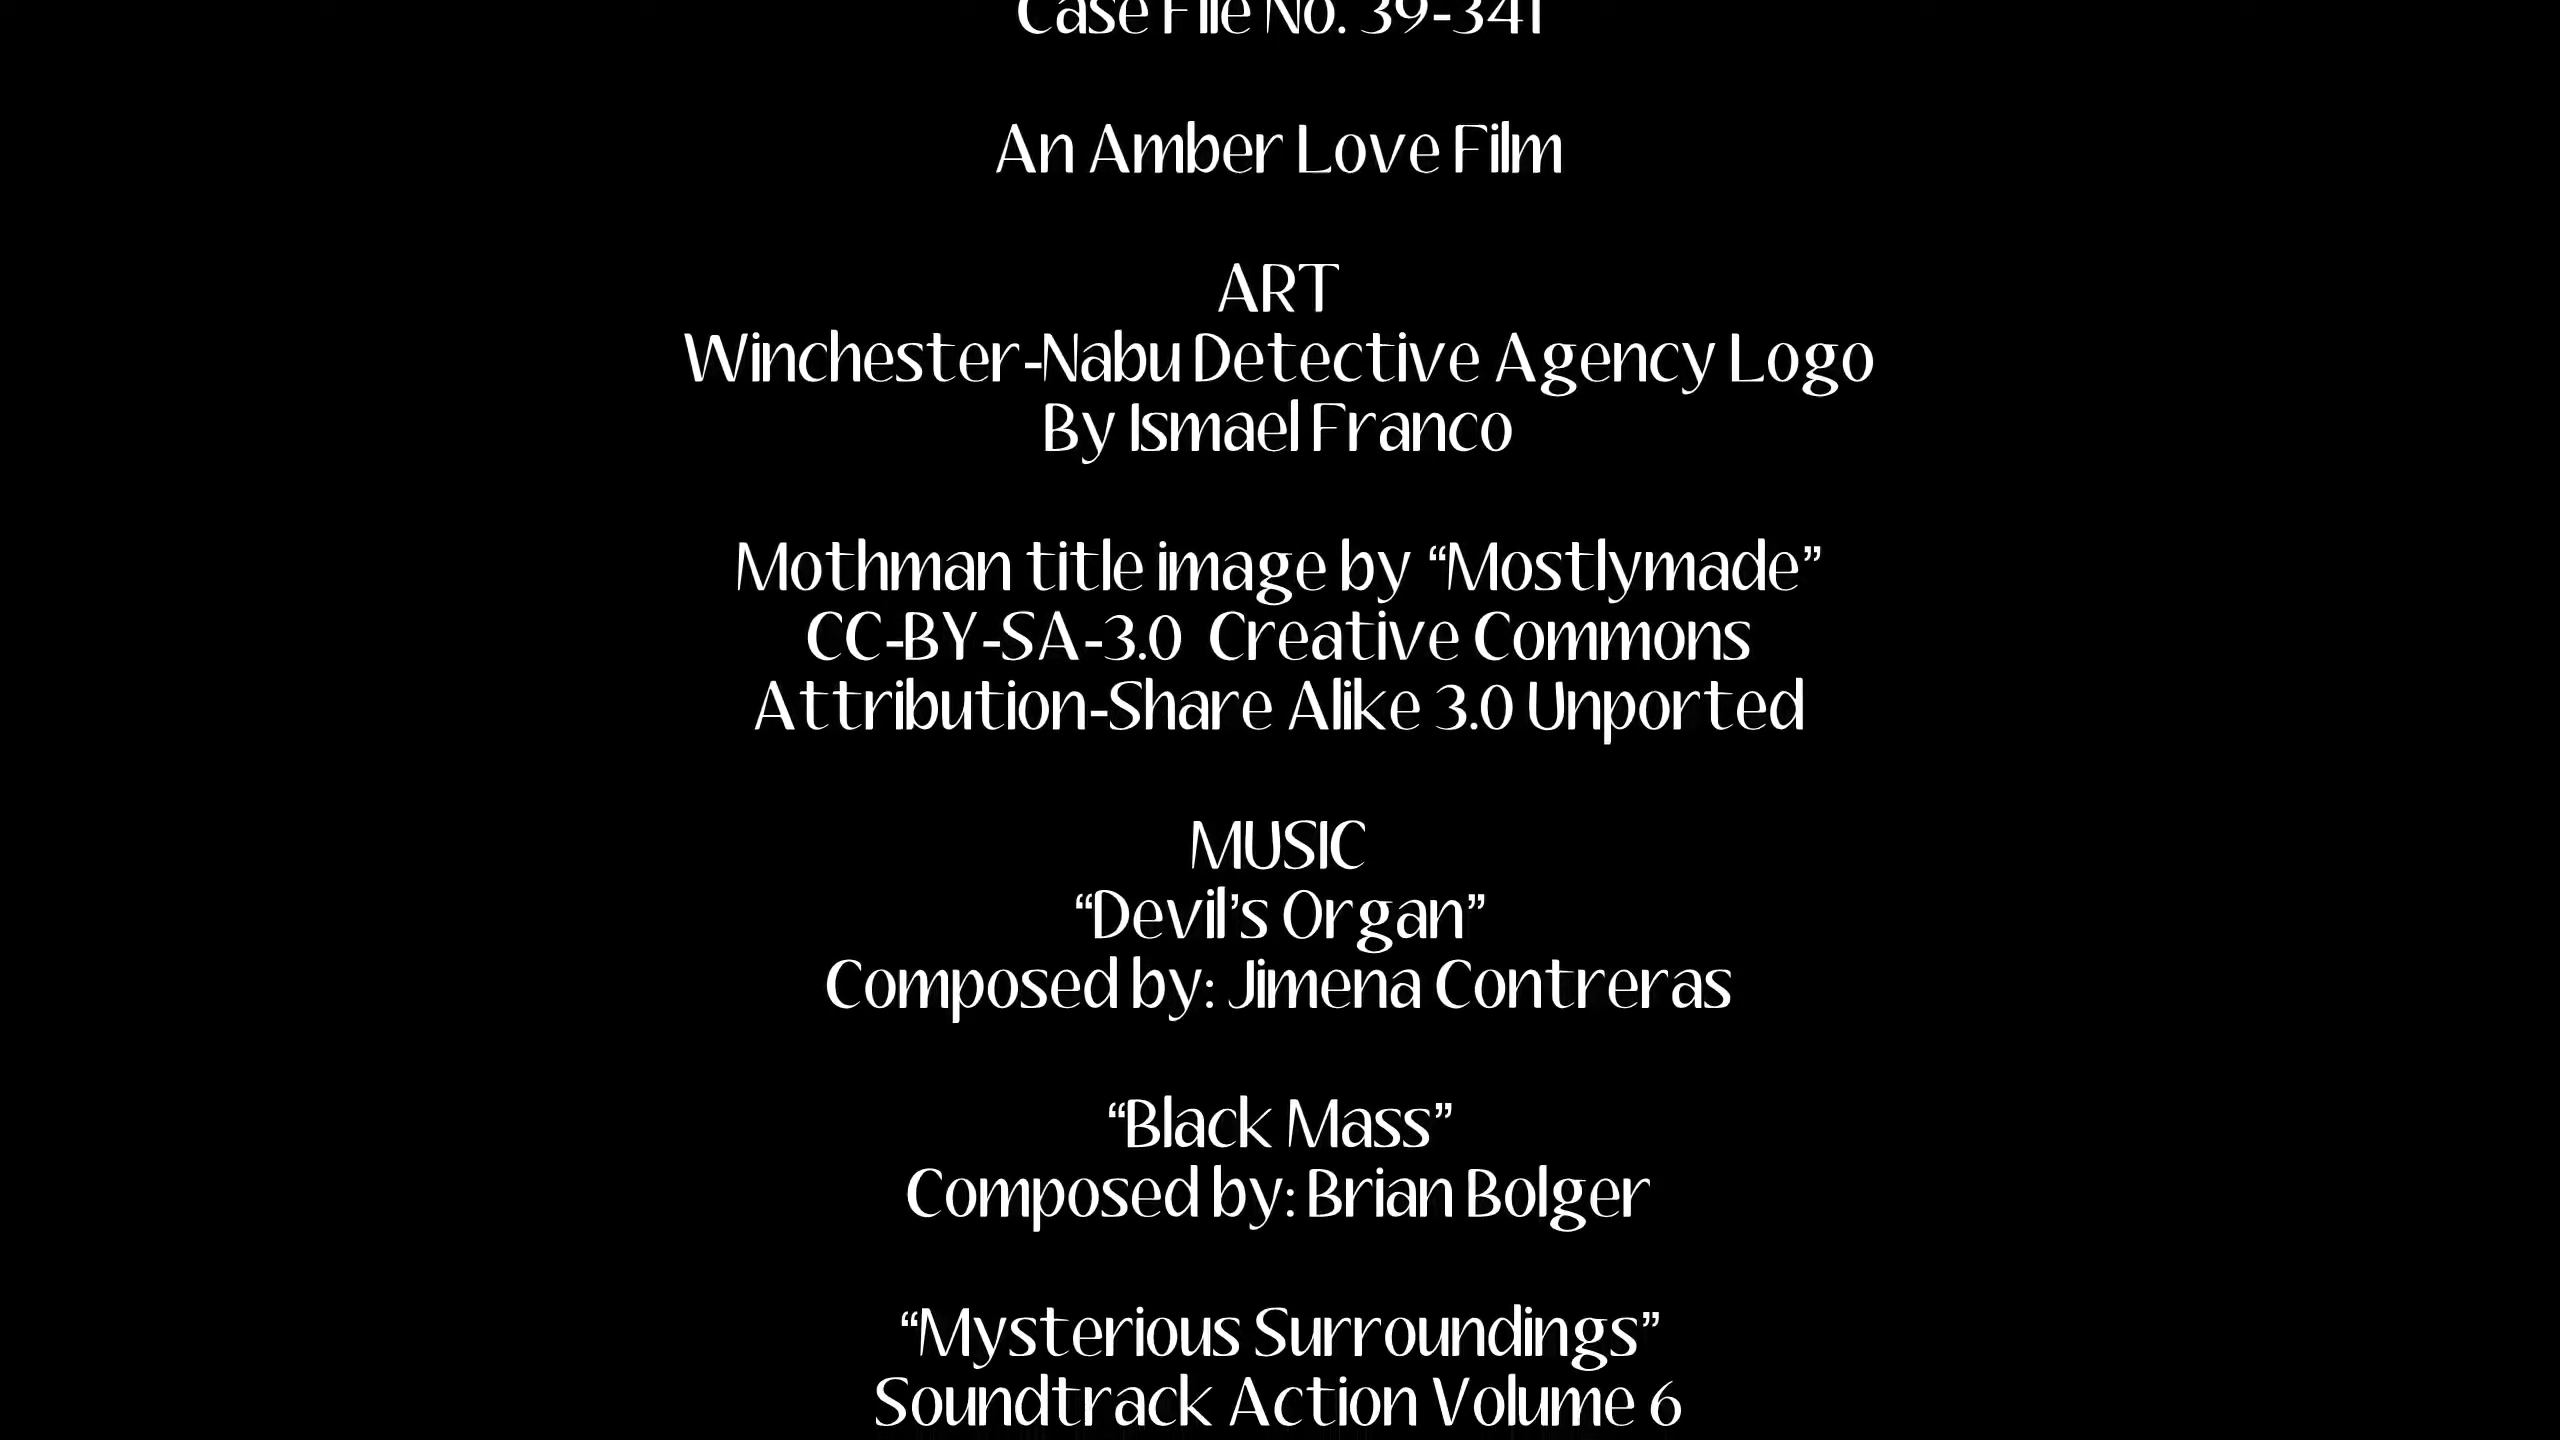 Case File No. 39-341
An Amber Love Film
ART
Winchester-Nabu Detective Agency Logo
By Ismael Franco
Mothman title image by “Mostlymade”
CC-BY-SA-3.0  Creative Commons
Attribution-Share Alike 3.0 Unported
MUSIC
“Devil’s Organ”
Composed by: Jimena Contreras
“Black Mass”
Composed by: Brian Bolger
“Mysterious Surroundings”
Soundtrack Action Volume 6